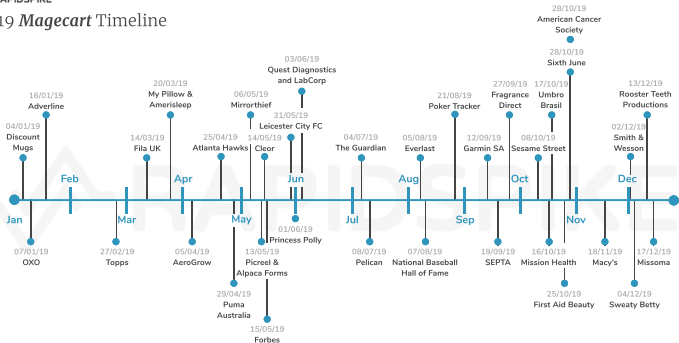 19 Magecart Timeline
28/10/19
American Cancer
Society
28/10/19
Sixth June
03/06/19
Quest Diagnostics
and LabCorp
16/01/19
Adverline
20/03/19
My Pillow &
Amerisleep
06/05/19
Mirrorthief
21/08/19
Poker Tracker
27/09/19
Fragrance
Direct
17/10/19
Umbro
Brasil
13/12/19
Rooster Teeth
Productions
04/01/19
Discount
Mugs
14/03/19
Fila UK
25/04/19
Atlanta Hawks
14/05/19
Cleor
31/05/19
Leicester City FC
04/07/19
The Guardian
05/08/19
Everlast
12/09/19
Garmin SA
08/10/19
Sesame Street
02/12/19
Smith &
Wesson
Jan
Feb
Mar
Apr
May
Jun
Jul
Aug
Sep
Oct
Nov
Dec
RAPIDSPIKE
07/01/19
OXO
27/02/19
Topps
05/04/19
AeroGrow
29/04/19
Puma
Australia
13/05/19
Picreel &
Alpaca Forms
15/05/19
Forbes
01/06/19
Princess Polly
08/07/19
Pelican
07/08/19
National Baseball
Hall of Fame
19/09/19
SEPTA
16/10/19
Mission Health
25/10/19
First Aid Beauty
18/11/19
Macy's
04/12/19
Sweaty Betty
17/12/19
Missoma